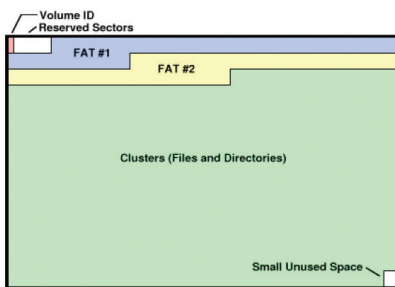 Volume ID
Reserved Sectors
FAT #1
FAT #2
Clusters (Files and Directories)
Small Unused Space